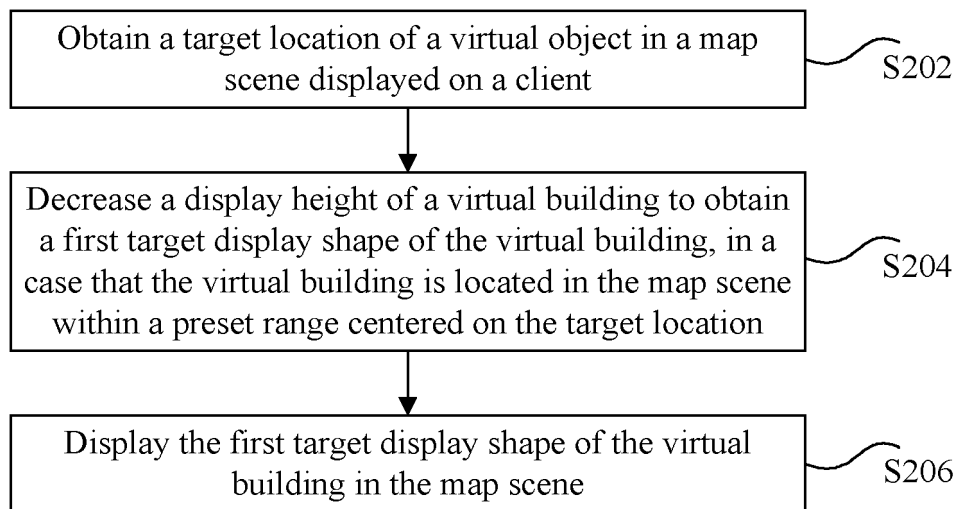 Obtain a target location of a virtual object in a map
scene displayed on a client
S202
Decrease a display height of a virtual building to obtain
a first target display shape of the virtual building, in a
case that the virtual building is located in the map scene
within a preset range centered on the target location
S204
Display the first target display shape of the virtual
building in the map scene
S206